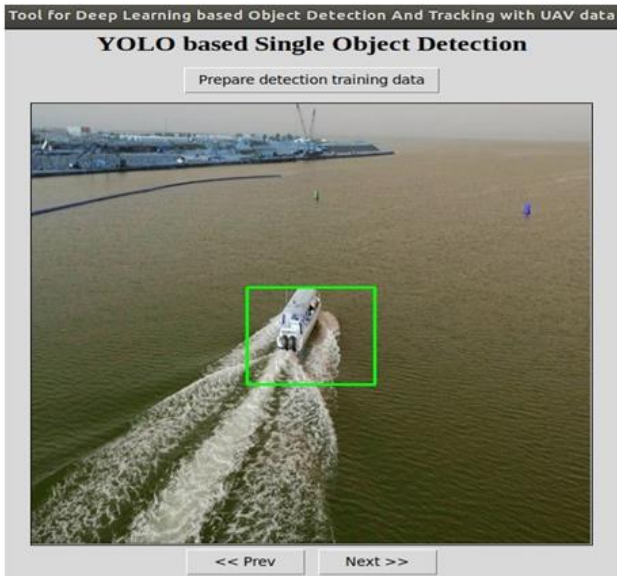 Tool for Deep Learning based Object Detection And Tracking with UAV data
YOLO based Single Object Detection
Prepare detection training data
<< Prev
Next >>